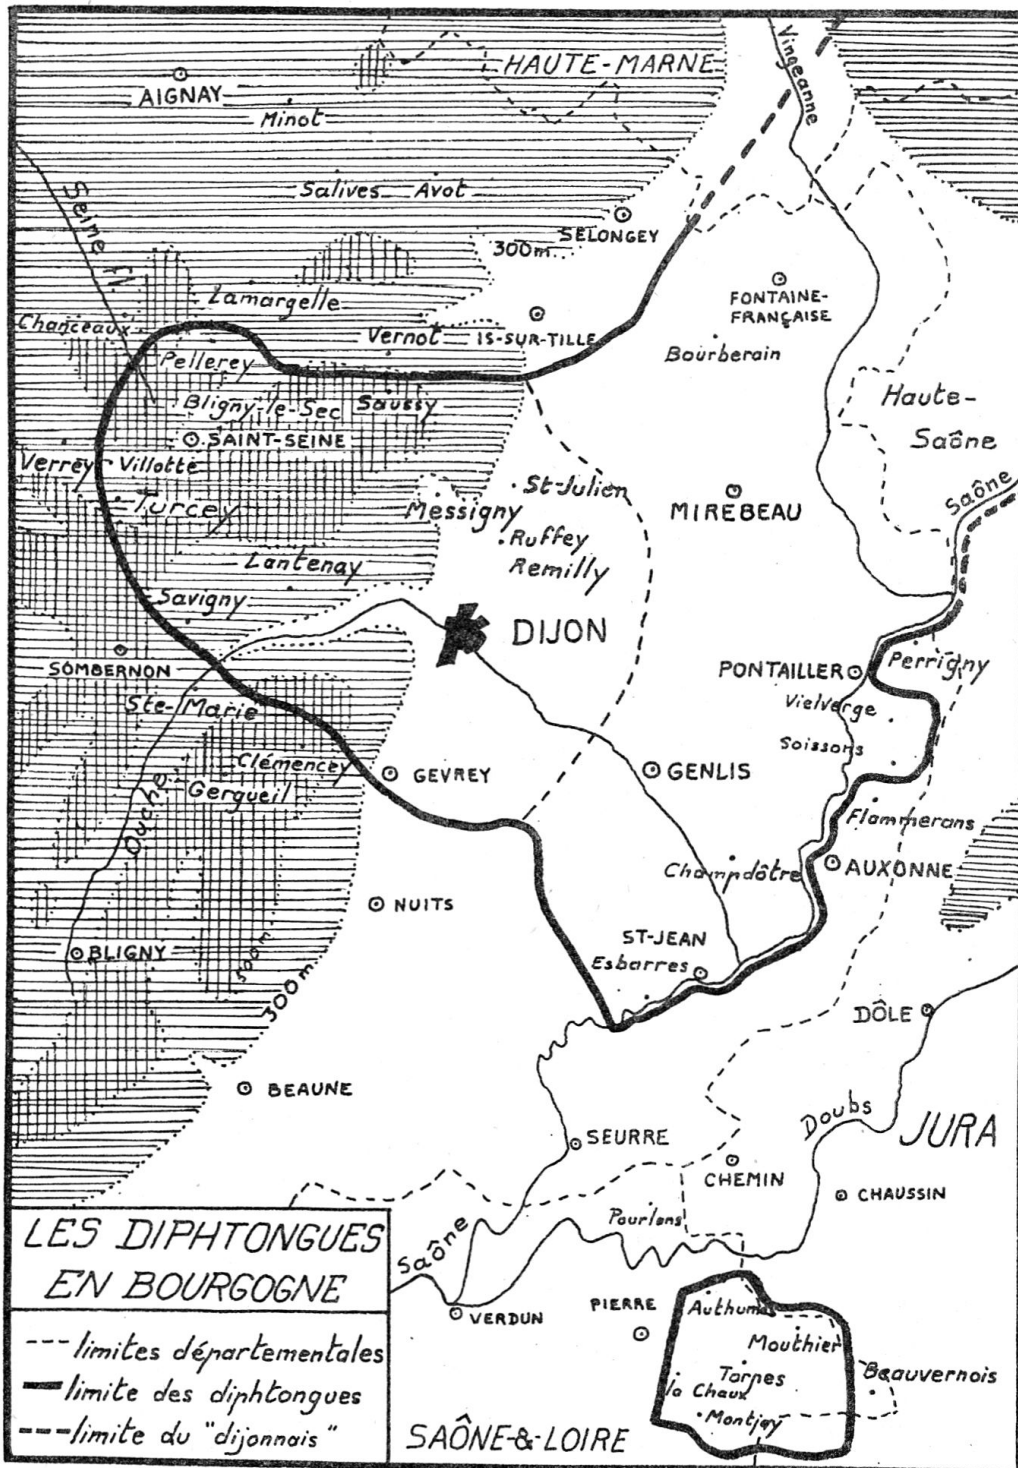 HAUTE-MARNE
Vingeanne
AIGNAY
Minot
Salives Avot
Seine fl.
SELONGEY
300m.
Lamargelle
FONTAINE-
FRANÇAISE
Chanceaux
Vernot
IS-SUR-TILLE
Bourberain
Pellerey
Bligny-le-Sec
Saussy
Haute-
Saône
SAINT-SEINE
Verrey
Villotte
St-Julien
Saône
Turcey
Messigny
MIREBEAU
Ruffey
Lantenay
Remilly
Savigny
DIJON
SOMBERNON
PONTAILLER
Perrigny
Ste-Marie
Vielverge
Soissons
Clémencey
GEVREY
GENLIS
Gergueil
Ouche
Flammerans
Champdôtre
AUXONNE
NUITS
ST-JEAN
BLIGNY
500m
Esbarres
300m.
DÔLE
BEAUNE
Doubs
JURA
SEURRE
CHEMIN
CHAUSSIN
Pourlans
Saône
LES DIPHTONGUES
EN BOURGOGNE
PIERRE
Authume
VERDUN
Mouthier
limites départementales
Torpes
Beauvernois
la Chaux
limite des diphtongues
Montjay
limite du "dijonnais"
SAÔNE-&-LOIRE